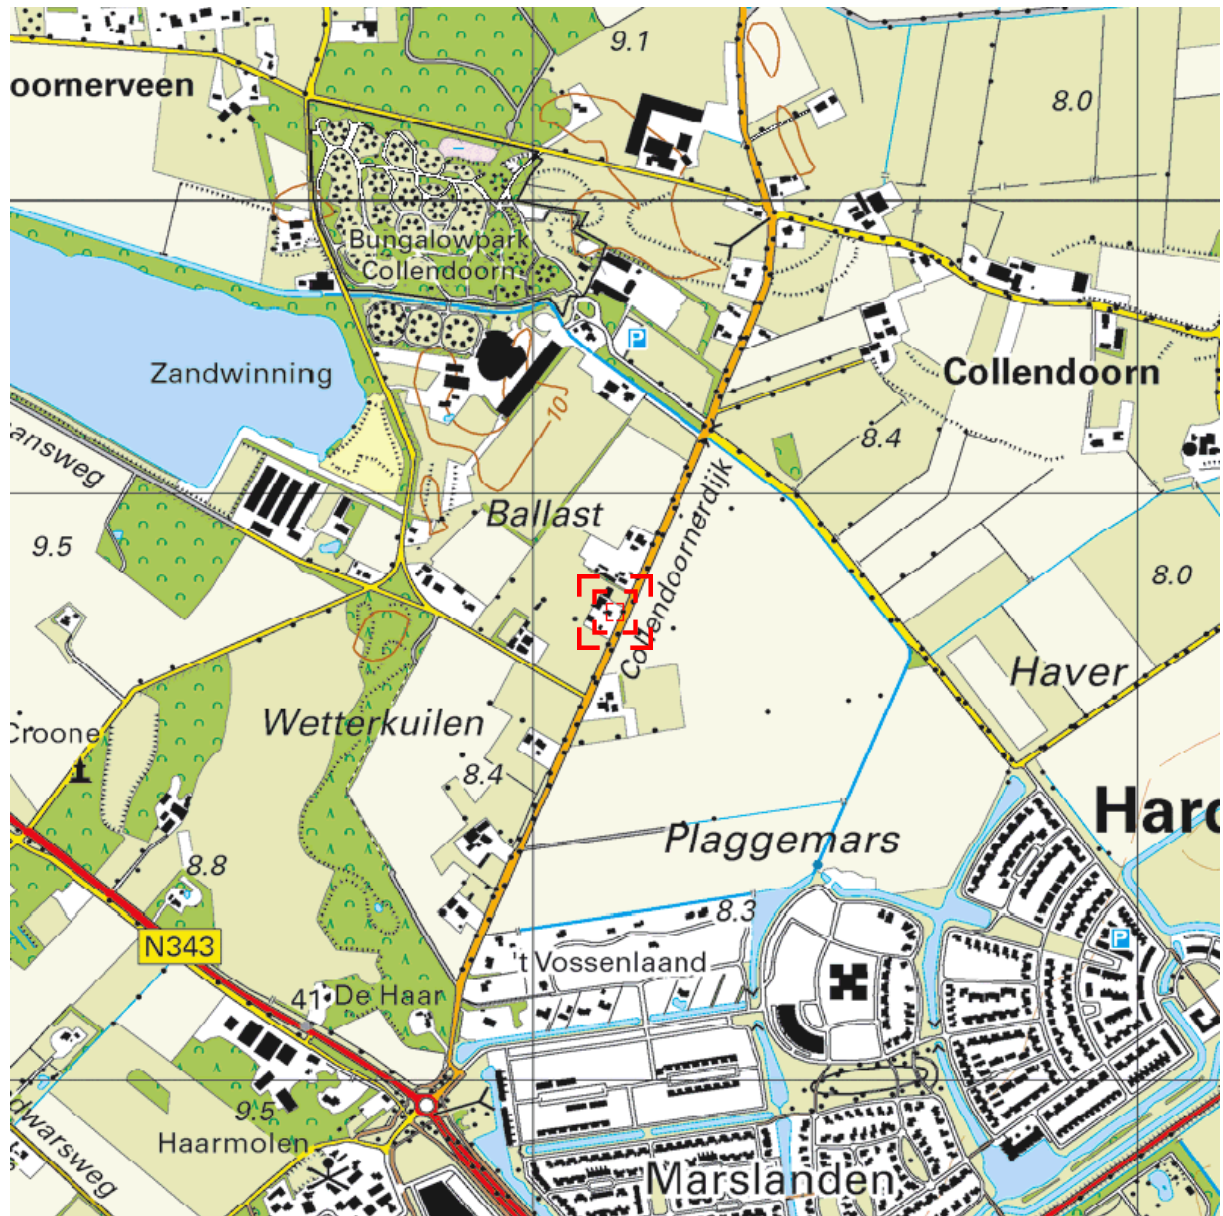 9.1
oornerveen
8.0
Bungalowpark
Collendoorn
P
Zandwinning
Collendoorn
10
answeg
8.4
Collendoornerdijk
Ballast
9.5
8.0
Haver
Wetterkuilen
Croone
8.4
Hard
Plaggemars
8.8
8.3
N343
P
't Vossenlaand
41
De Haar
9.5
dwarsweg
Haarmolen
Marslanden